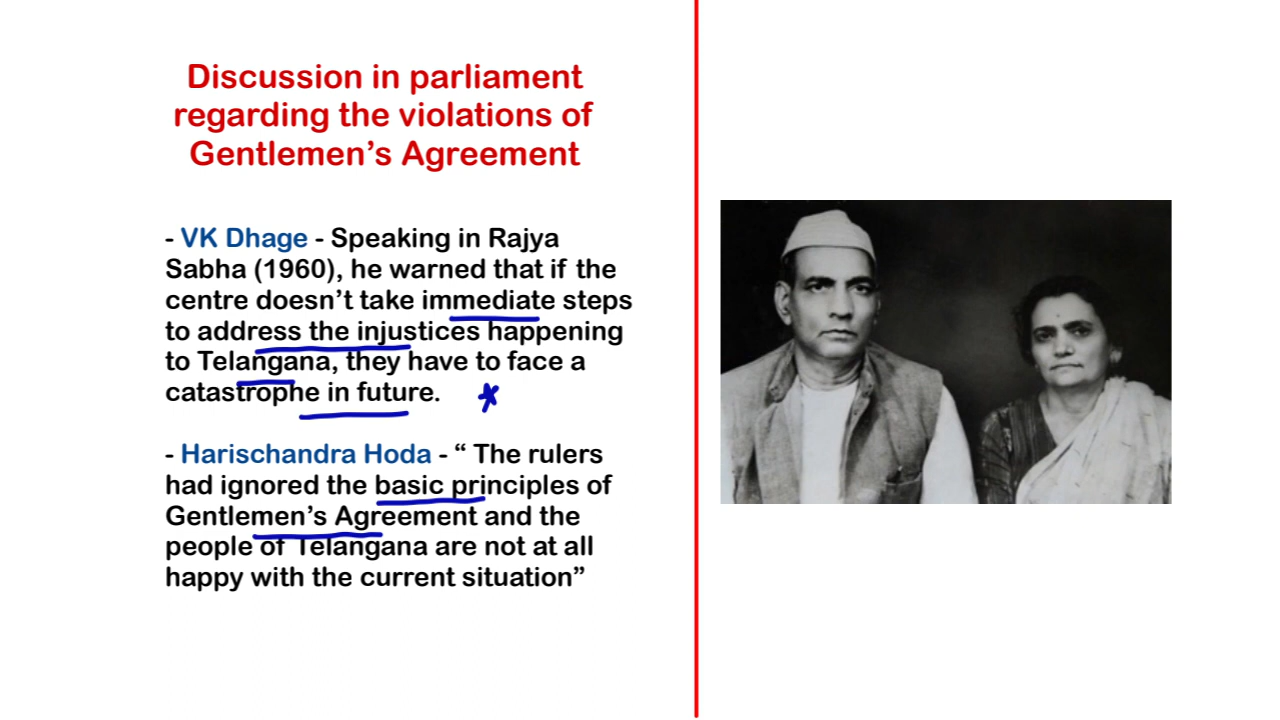 Discussion in parliament
regarding the violations of
Gentlemen’s Agreement
- VK Dhage - Speaking in Rajya
Sabha (1960), he warned that if the
centre doesn’t take immediate steps
to address the injustices happening
to Telangana, they have to face a
catastrophe in future.
- Harischandra Hoda - “ The rulers
had ignored the basic principles of
Gentlemen’s Agreement and the
people of Telangana are not at all
happy with the current situation”